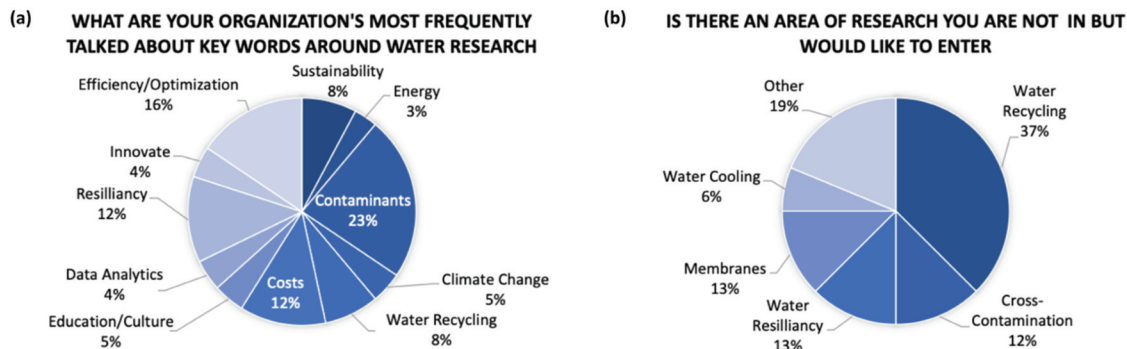 (a)
WHAT ARE YOUR ORGANIZATION'S MOST FREQUENTLY
TALKED ABOUT KEY WORDS AROUND WATER RESEARCH
Sustainability
8%
Energy
3%
Contaminants
23%
Climate Change
5%
Water Recycling
8%
Costs
12%
Education/Culture
5%
Data Analytics
4%
Resilliancy
12%
Innovate
4%
Efficiency/Optimization
16%
(b)
IS THERE AN AREA OF RESEARCH YOU ARE NOT IN BUT
WOULD LIKE TO ENTER
Water
Recycling
37%
Cross-
Contamination
12%
Water
Resilliancy
13%
Membranes
13%
Water Cooling
6%
Other
19%